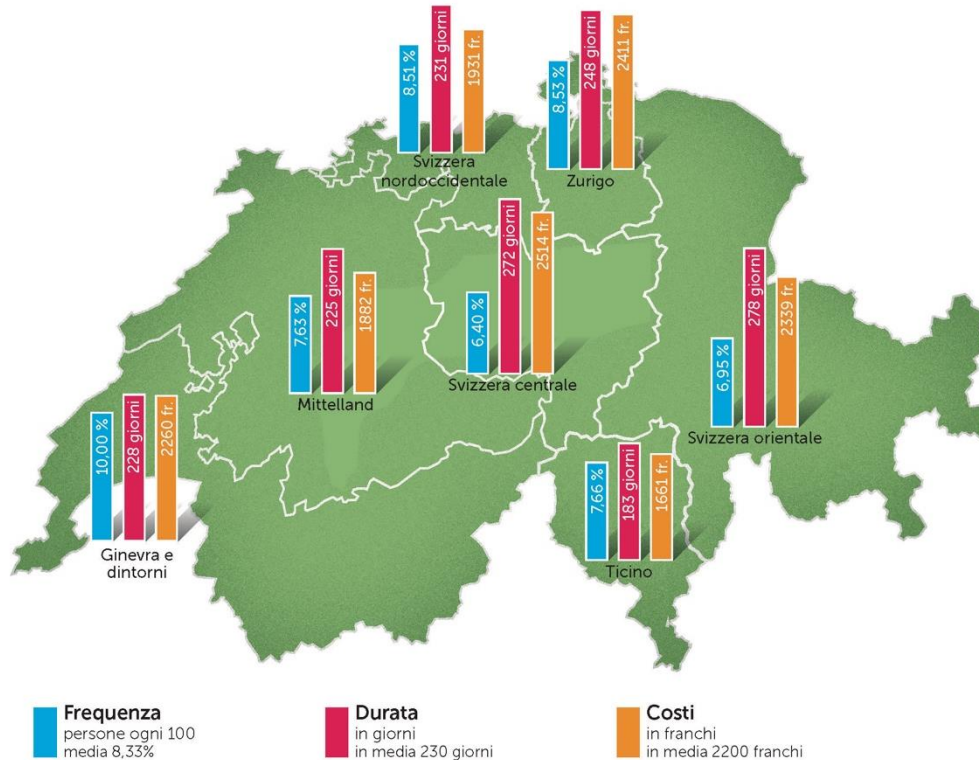 8,51 %
231 giorni
1931 fr.
Svizzera
nordoccidentale
8,53 %
248 giorni
2411 fr.
Zurigo
7,63 %
225 giorni
1882 fr.
Mittelland
6,40 %
272 giorni
2514 fr.
Svizzera centrale
6,95 %
278 giorni
2339 fr.
Svizzera orientale
10,00 %
228 giorni
2260 fr.
Ginevra e
dintorni
7,66 %
183 giorni
1661 fr.
Ticino
Frequenza
persone ogni 100
media 8,33%
Durata
in giorni
in media 230 giorni
Costi
in franchi
in media 2200 franchi